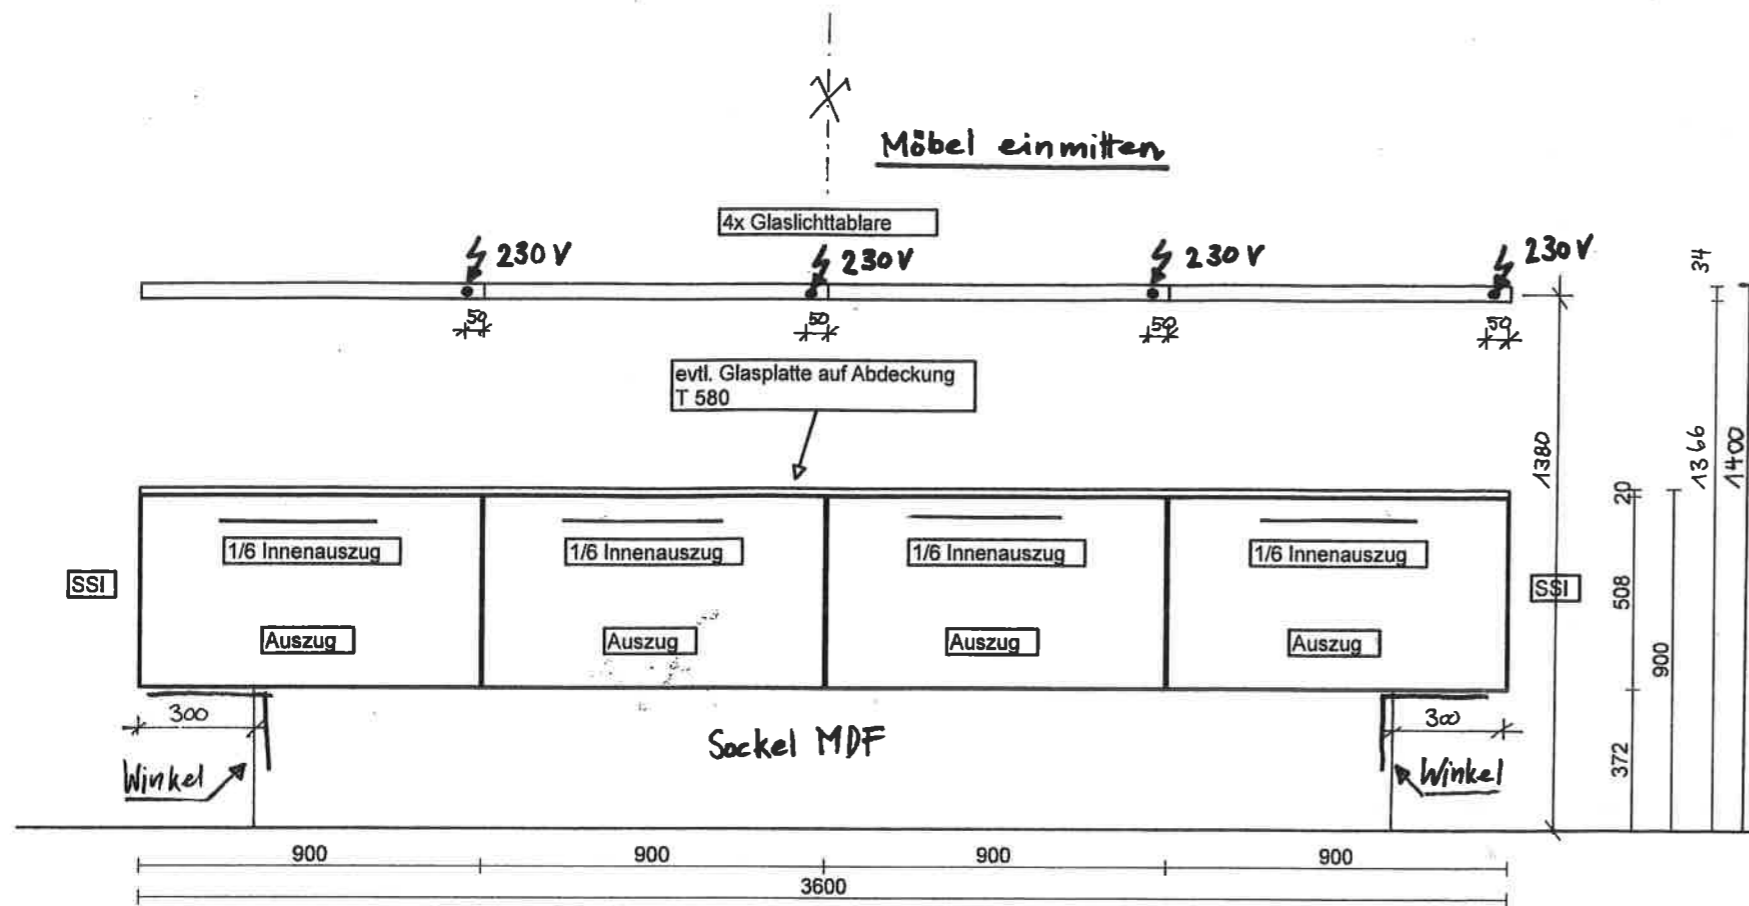 Möbel einmitten
4x Glaslichttablare
230 V
230 V
230 V
230 V
34
50
50
50
50
evtl. Glasplatte auf Abdeckung
T 580
1380
1366
1400
20
1/6 Innenauszug
1/6 Innenauszug
1/6 Innenauszug
1/6 Innenauszug
SSI
SSI
508
Auszug
Auszug
Auszug
Auszug
900
300
Sockel MDF
300
372
Winkel
Winkel
900
900
900
900
3600